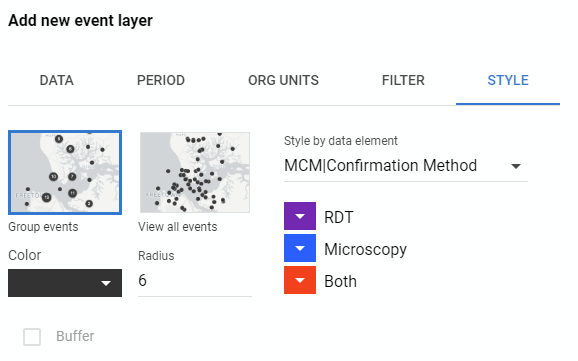 Add new event layer
DATA PERIOD ORG UNITS FILTER STYLE
Style by data element
MCM|Confirmation Method
Group events View all events
RDT
Color Radius
Microscopy
6
Both
Buffer